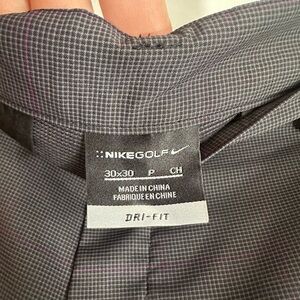 ::NIKEGOLF
30x30 P CH
MADE IN CHINA
FABRIQUÉ EN CHINE
DRI-FIT